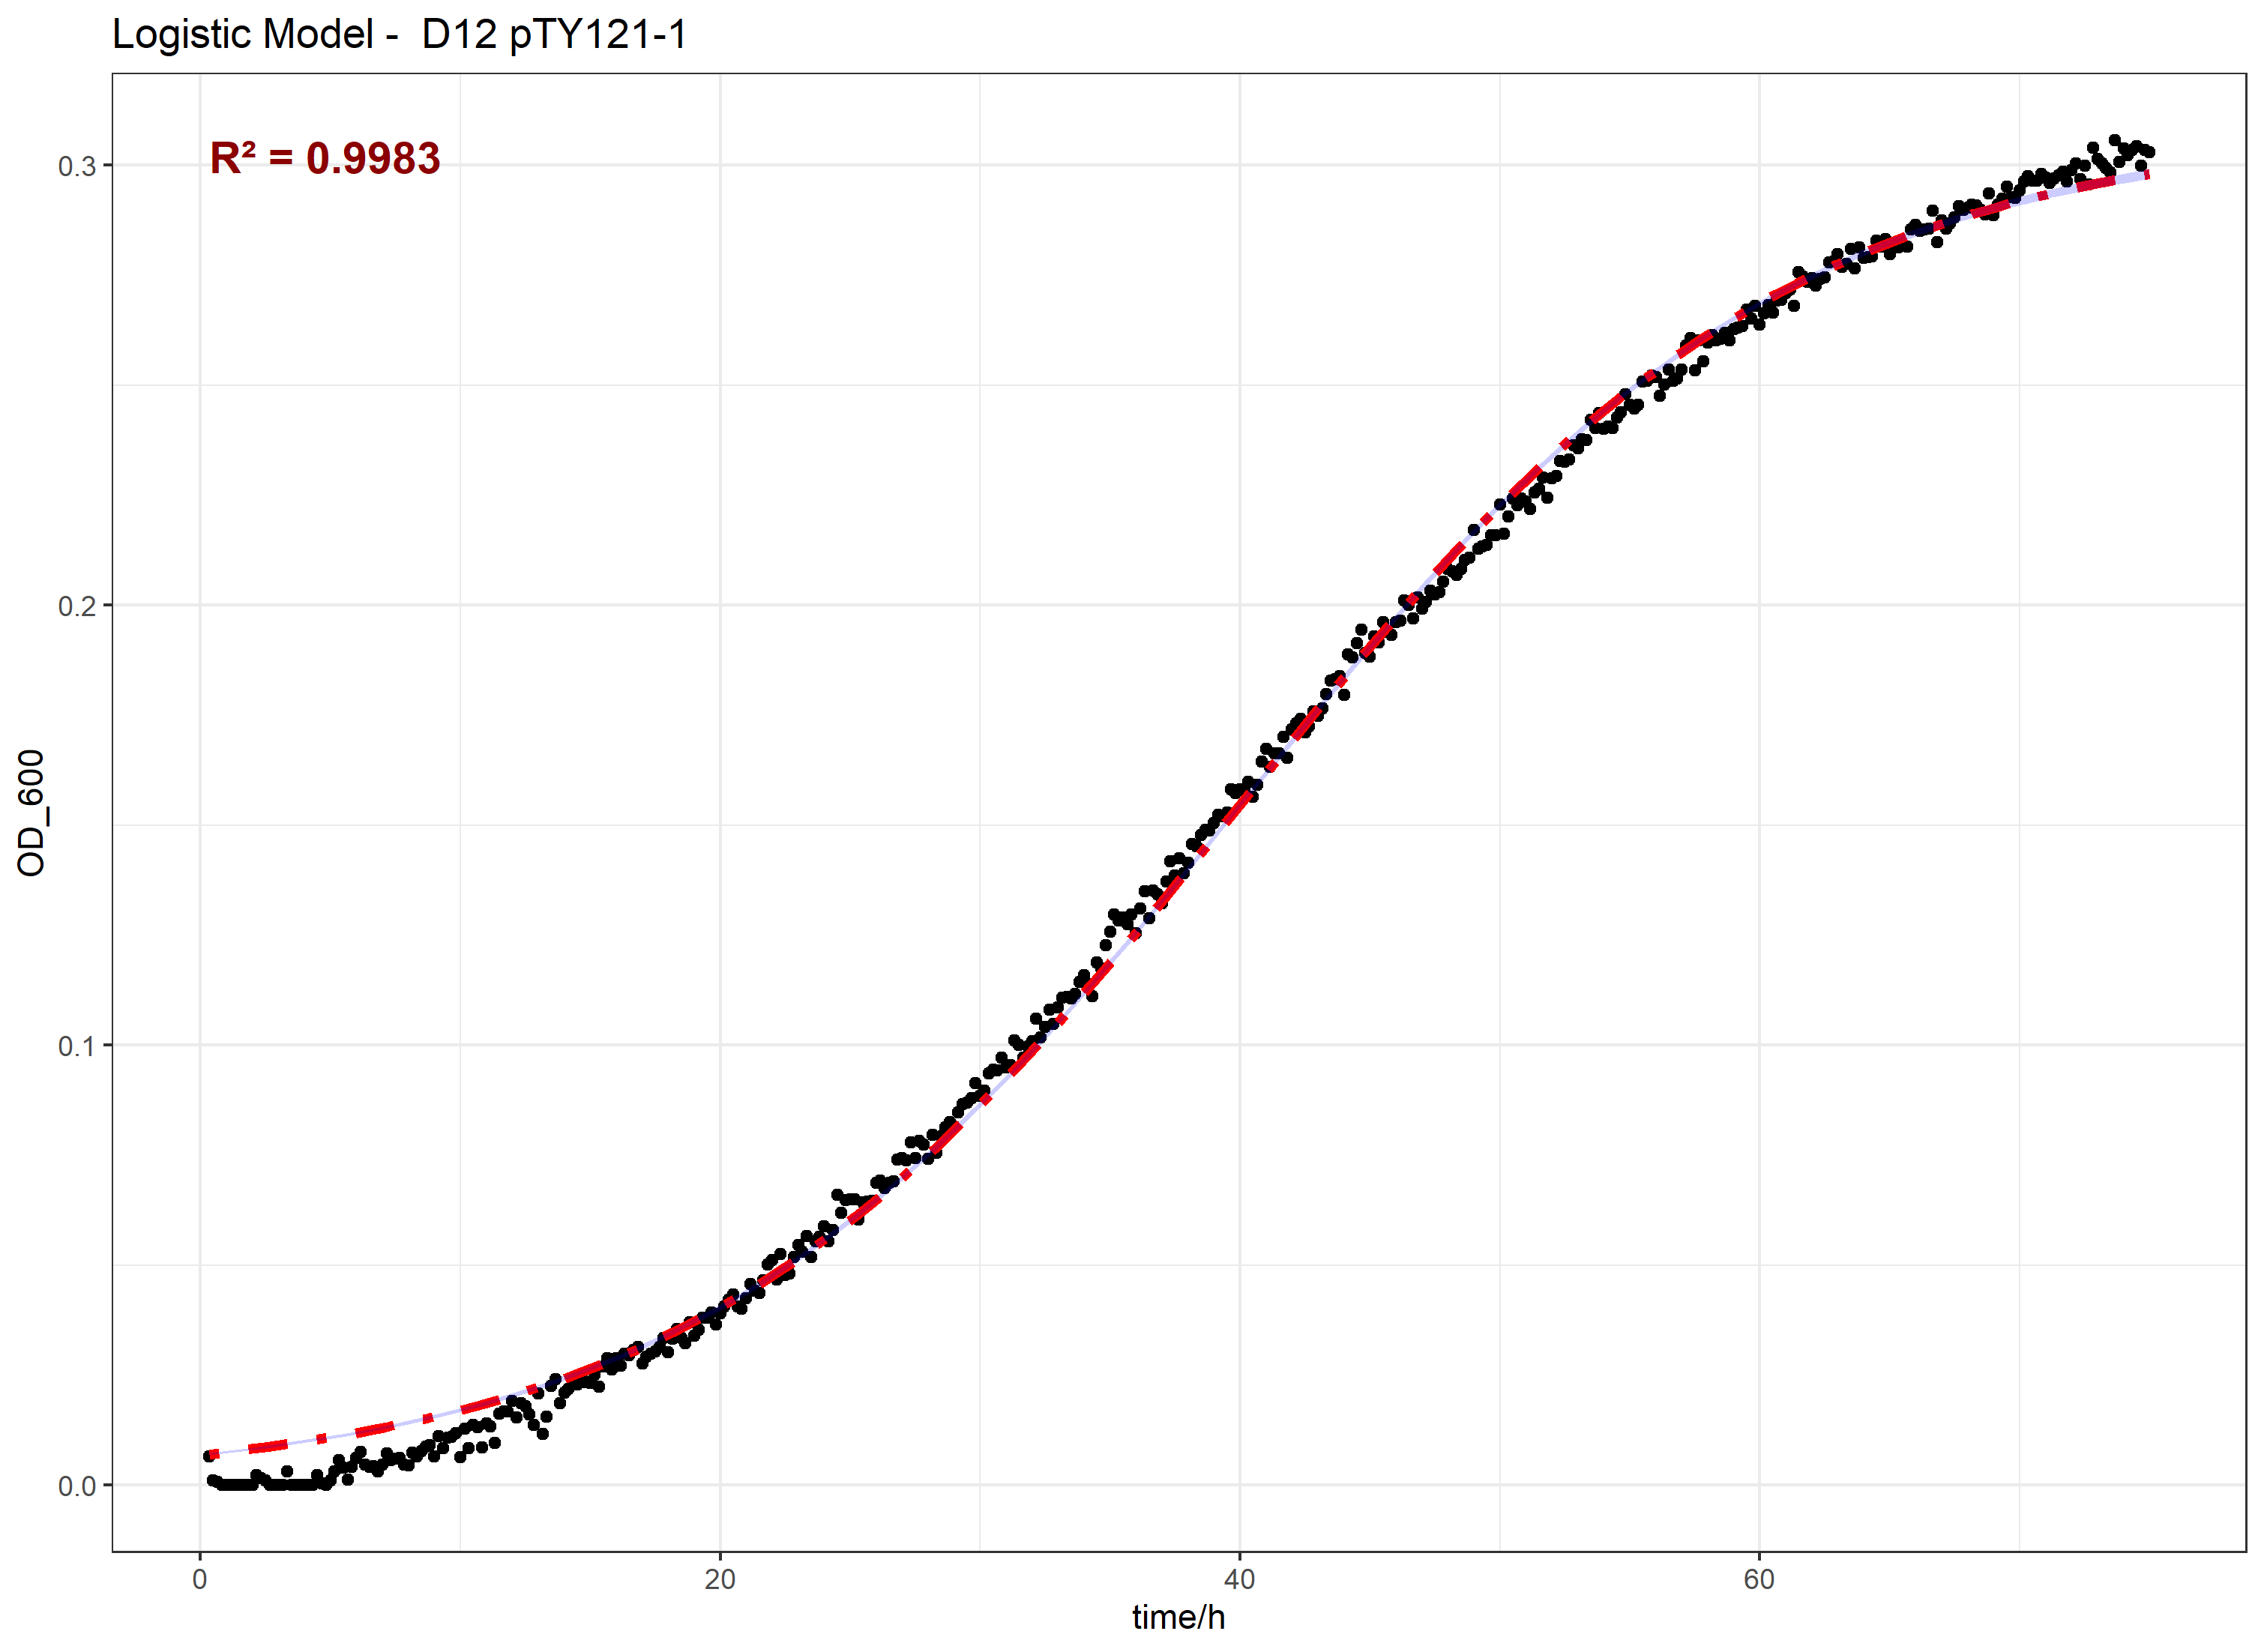 Logistic Model -  D12 pTY121-1
R² = 0.9983
0.3
0.2
0.1
0.0
OD_600
0 20 40 60
time/h